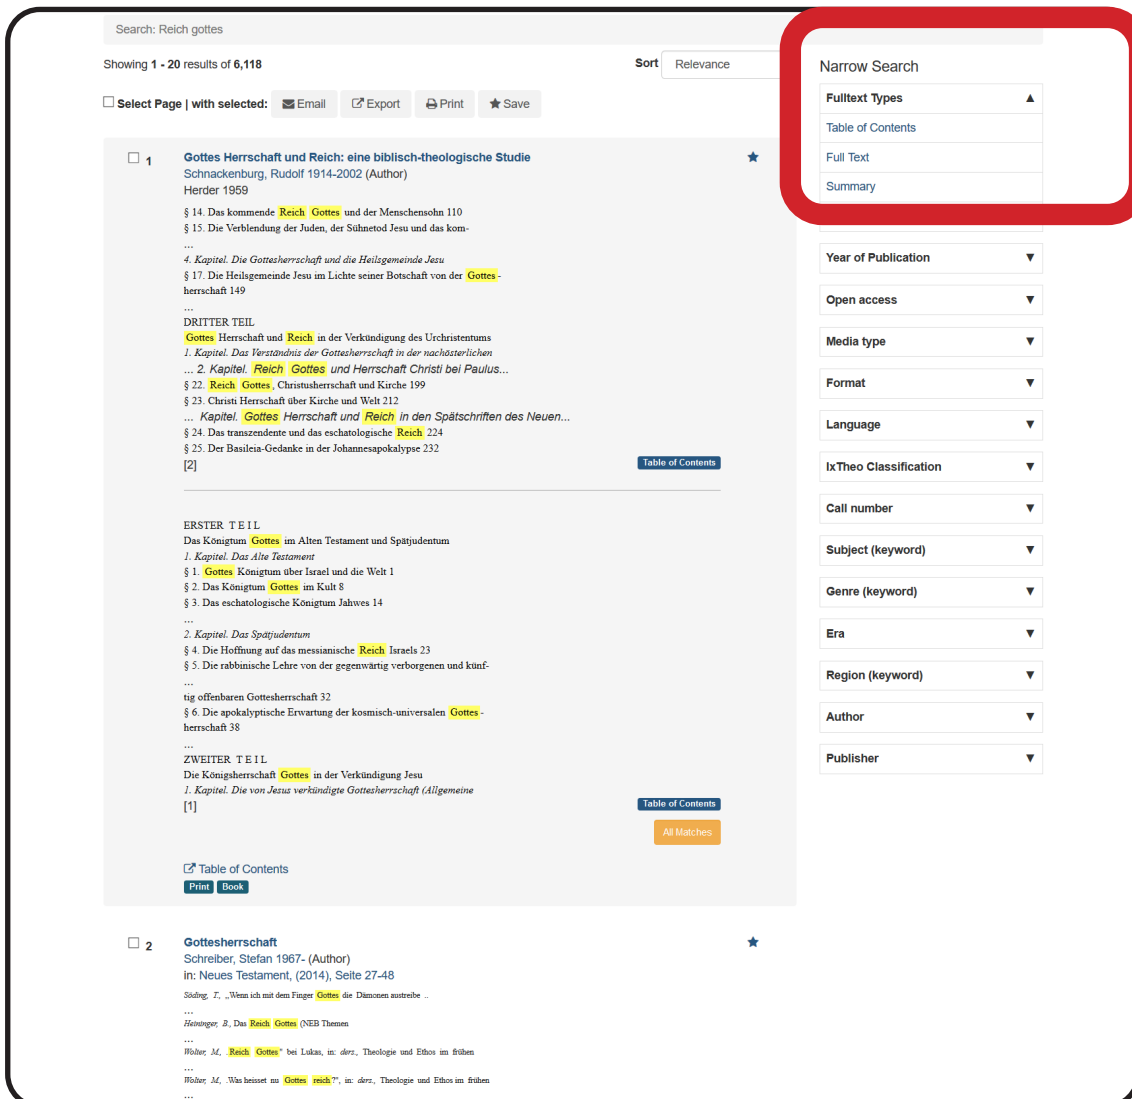 Search: Reich gottes
Showing 1 - 20 results of 6,118
Sort Relevance
Select Page | with selected: Email Export Print Save
1 Gottes Herrschaft und Reich: eine biblisch-theologische Studie
Schnackenburg, Rudolf 1914-2002 (Author)
Herder 1959
§ 14. Das kommende Reich Gottes und der Menschensohn 110
§ 15. Die Verblendung der Juden, der Sühnetod Jesu und das kom-
...
4. Kapitel. Die Gottesherrschaft und die Heilsgemeinde Jesu
§ 17. Die Heilsgemeinde Jesu im Lichte seiner Botschaft von der Gottes -
herrschaft 149
...
DRITTER TEIL
Gottes Herrschaft und Reich in der Verkündigung des Urchristentums
1. Kapitel. Das Verständnis der Gottesherrschaft in der nachösterlichen
... 2. Kapitel. Reich Gottes und Herrschaft Christi bei Paulus...
§ 22. Reich Gottes , Christusherrschaft und Kirche 199
§ 23. Christi Herrschaft über Kirche und Welt 212
... Kapitel. Gottes Herrschaft und Reich in den Spätschriften des Neuen...
§ 24. Das transzendente und das eschatologische Reich 224
§ 25. Der Basileia-Gedanke in der Johannesapokalypse 232
[2] Table of Contents
ERSTER T E I L
Das Königtum Gottes im Alten Testament und Spätjudentum
1. Kapitel. Das Alte Testament
§ 1. Gottes Königtum über Israel und die Welt 1
§ 2. Das Königtum Gottes im Kult 8
§ 3. Das eschatologische Königtum Jahwes 14
...
2. Kapitel. Das Spätjudentum
§ 4. Die Hoffnung auf das messianische Reich Israels 23
§ 5. Die rabbinische Lehre von der gegenwärtig verborgenen und künf-
...
tig offenbaren Gottesherrschaft 32
§ 6. Die apokalyptische Erwartung der kosmisch-universalen Gottes -
herrschaft 38
...
ZWEITER T E I L
Die Königsherrschaft Gottes in der Verkündigung Jesu
1. Kapitel. Die von Jesus verkündigte Gottesherrschaft (Allgemeine
[1] Table of Contents
All Matches
Table of Contents
Print Book
2 Gottesherrschaft
Schreiber, Stefan 1967- (Author)
in: Neues Testament, (2014), Seite 27-48
Söding, T., „Wenn ich mit dem Finger Gottes die Dämonen austreibe ..
...
Heininger, B., Das Reich Gottes (NEB Themen
...
Wolter, M., .Reich Gottes" bei Lukas, in: ders., Theologie und Ethos im frühen
...
Wolter, M., .Was heisset nu Gottes reich ?", in: ders., Theologie und Ethos im frühen
...
Narrow Search
Fulltext Types ▲
Table of Contents
Full Text
Summary
Year of Publication ▼
Open access ▼
Media type ▼
Format ▼
Language ▼
IxTheo Classification ▼
Call number ▼
Subject (keyword) ▼
Genre (keyword) ▼
Era ▼
Region (keyword) ▼
Author ▼
Publisher ▼